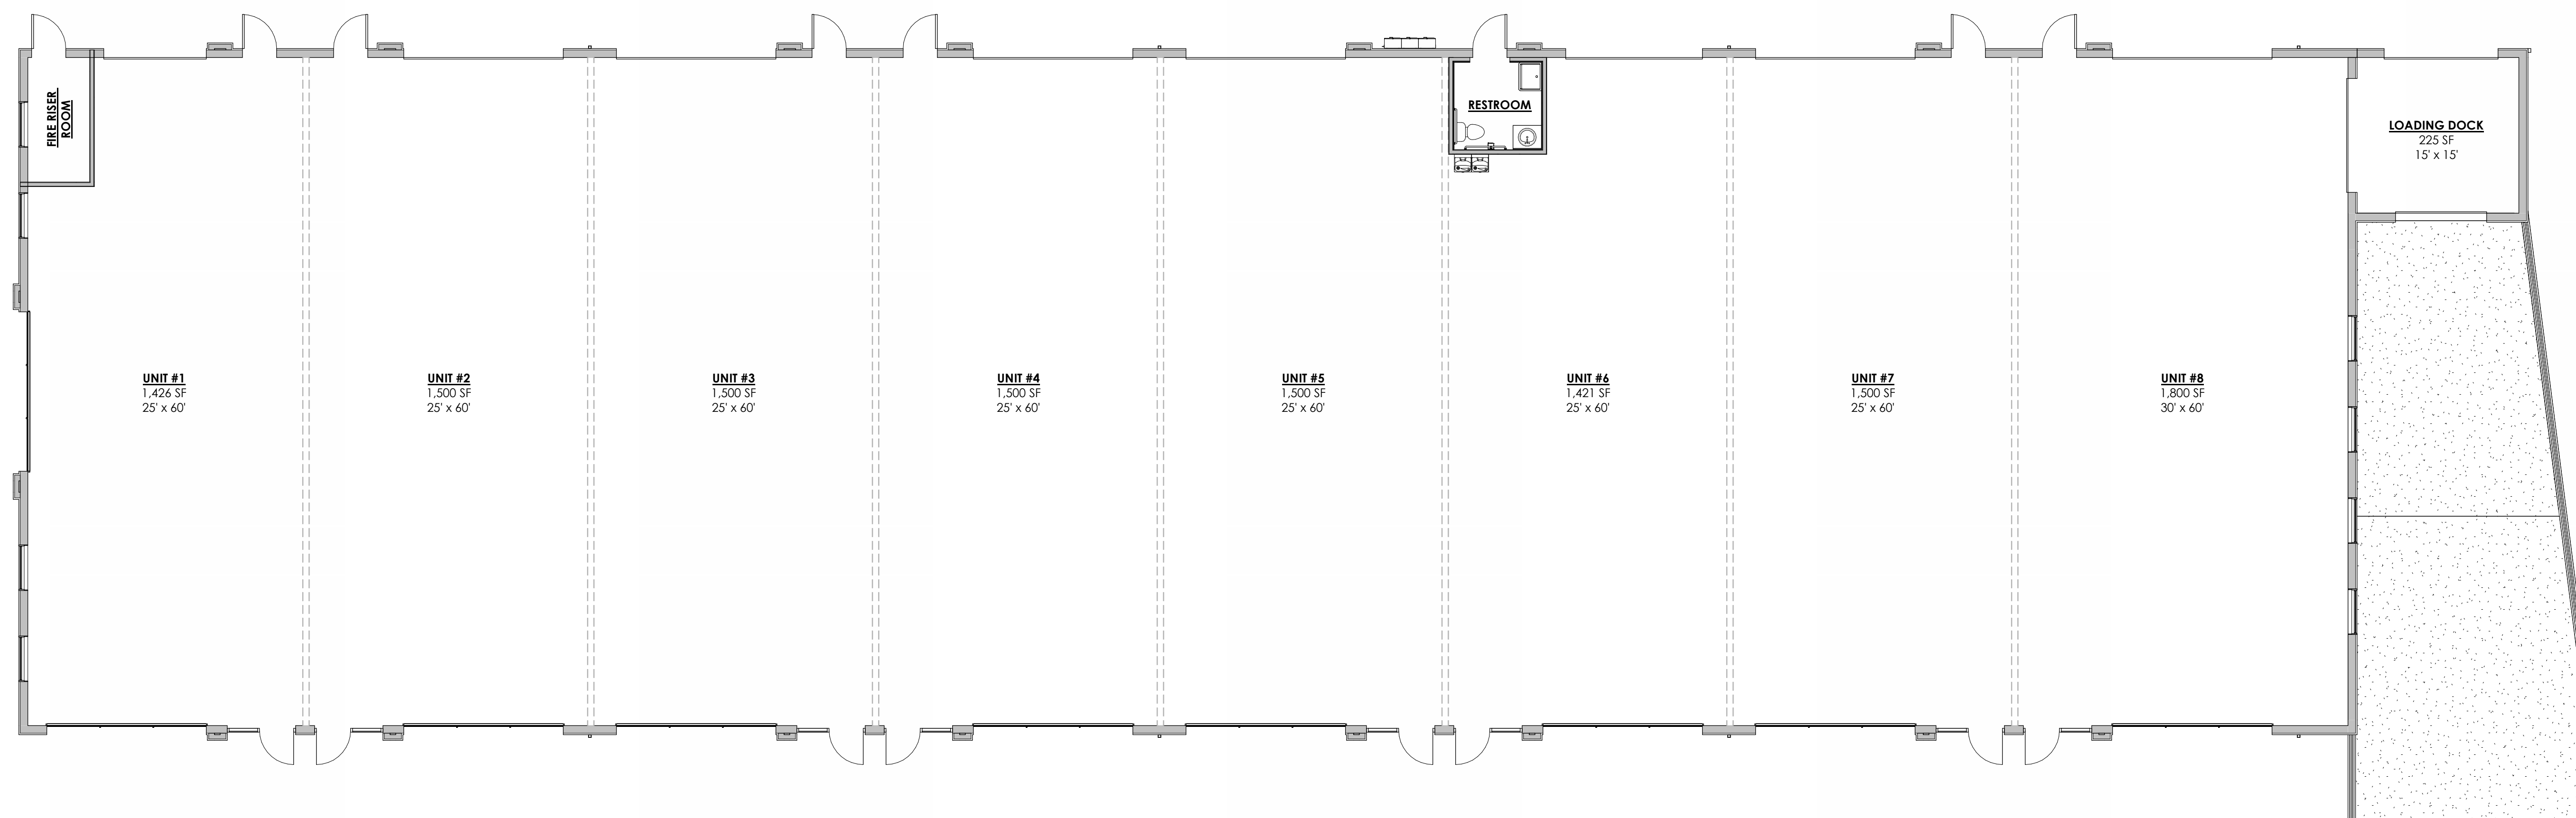 FIRE RISER
ROOM
RESTROOM
LOADING DOCK
225 SF
15' x 15'
UNIT #1
1,426 SF
25' x 60'
UNIT #2
1,500 SF
25' x 60'
UNIT #3
1,500 SF
25' x 60'
UNIT #4
1,500 SF
25' x 60'
UNIT #5
1,500 SF
25' x 60'
UNIT #6
1,421 SF
25' x 60'
UNIT #7
1,500 SF
25' x 60'
UNIT #8
1,800 SF
30' x 60'